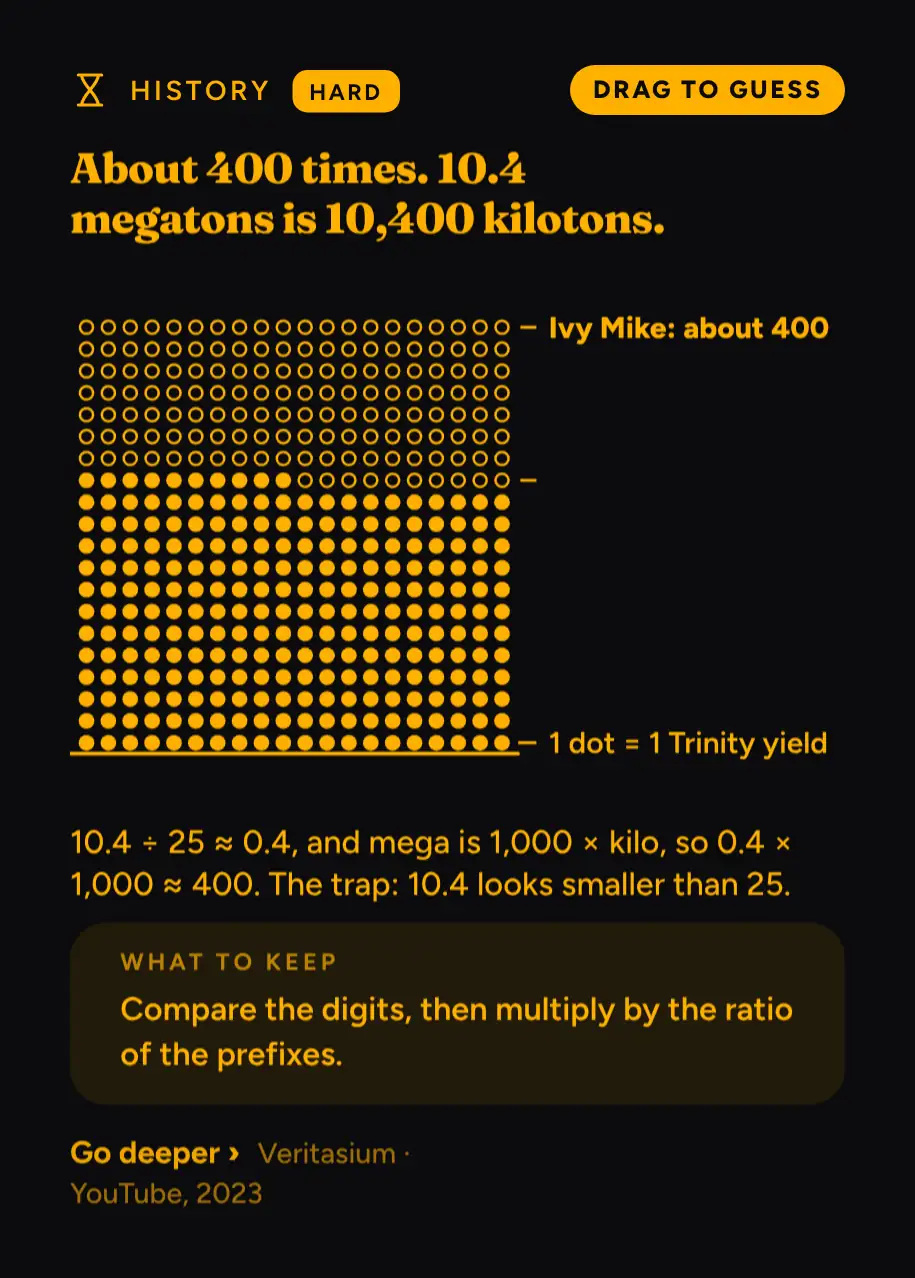 HISTORY HARD DRAG TO GUESS
About 400 times. 10.4
megatons is 10,400 kilotons.
Ivy Mike: about 400
1 dot = 1 Trinity yield
10.4 ÷ 25 ≈ 0.4, and mega is 1,000 × kilo, so 0.4 ×
1,000 ≈ 400. The trap: 10.4 looks smaller than 25.
WHAT TO KEEP
Compare the digits, then multiply by the ratio
of the prefixes.
Go deeper › Veritasium ·
YouTube, 2023